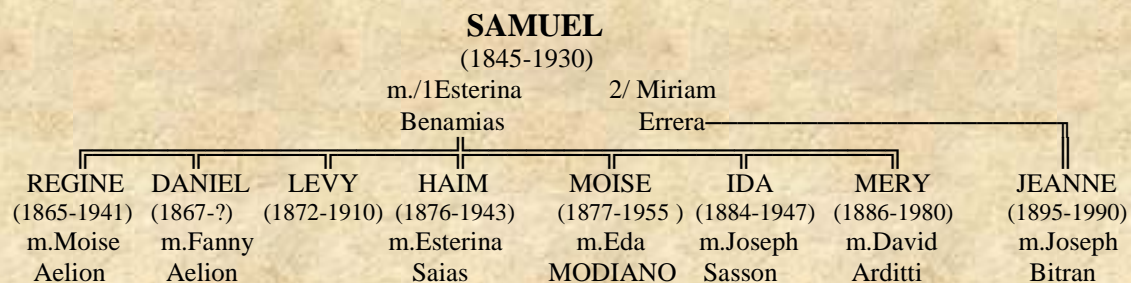 SAMUEL
(1845-1930)
m./1Esterina 2/ Miriam
Benamias Errera
REGINE DANIEL LEVY HAIM MOISE IDA MERY JEANNE
(1865-1941) (1867-?) (1872-1910) (1876-1943) (1877-1955 ) (1884-1947) (1886-1980) (1895-1990)
m.Moise m.Fanny m.Esterina m.Eda m.Joseph m.David m.Joseph
Aelion Aelion Saias MODIANO Sasson Arditti Bitran